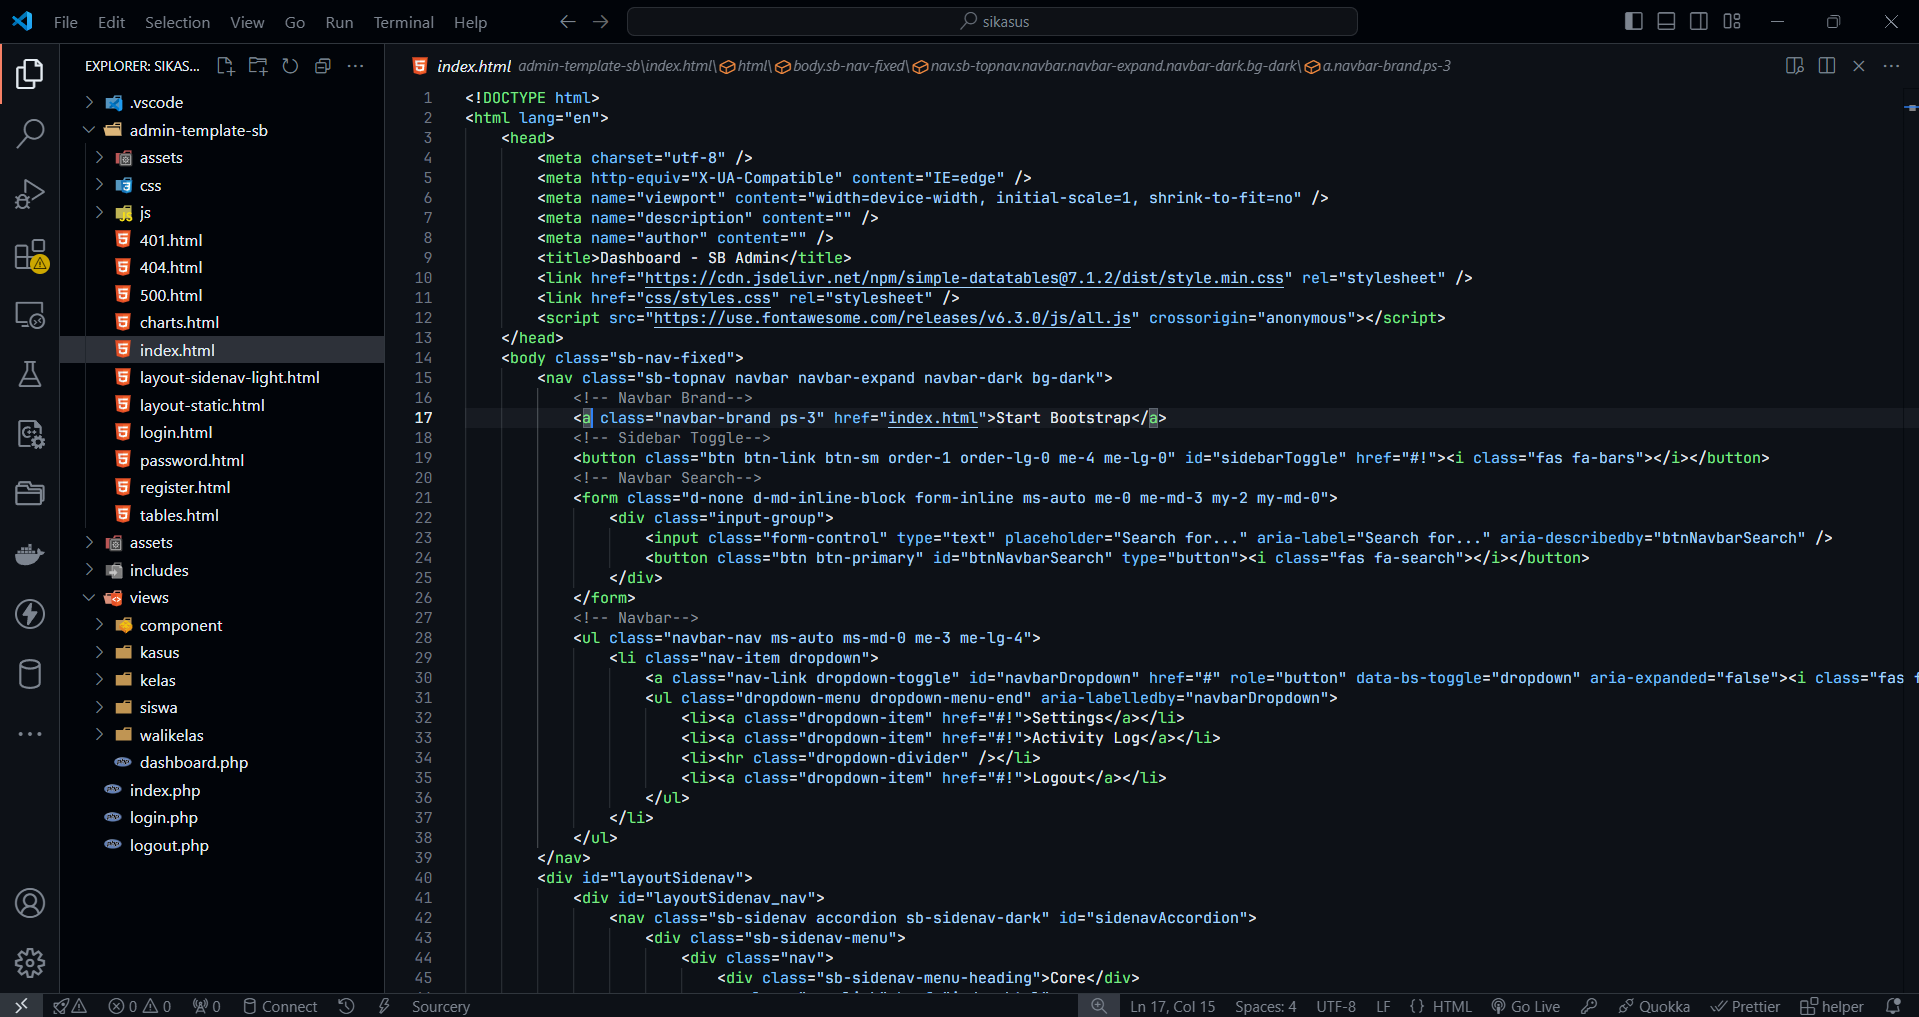 File Edit Selection View Go Run Terminal Help
sikasus
EXPLORER: SIKAS...
.vscode
admin-template-sb
assets
css
js
401.html
404.html
500.html
charts.html
index.html
layout-sidenav-light.html
layout-static.html
login.html
password.html
register.html
tables.html
assets
includes
views
component
kasus
kelas
siswa
walikelas
dashboard.php
index.php
login.php
logout.php
index.html admin-template-sb\index.html\ html\ body.sb-nav-fixed\ nav.sb-topnav.navbar.navbar-expand.navbar-dark.bg-dark\ a.navbar-brand.ps-3
1 <!DOCTYPE html>
2 <html lang="en">
3 <head>
4 <meta charset="utf-8" />
5 <meta http-equiv="X-UA-Compatible" content="IE=edge" />
6 <meta name="viewport" content="width=device-width, initial-scale=1, shrink-to-fit=no" />
7 <meta name="description" content="" />
8 <meta name="author" content="" />
9 <title>Dashboard - SB Admin</title>
10 <link href="https://cdn.jsdelivr.net/npm/simple-datatables@7.1.2/dist/style.min.css" rel="stylesheet" />
11 <link href="css/styles.css" rel="stylesheet" />
12 <script src="https://use.fontawesome.com/releases/v6.3.0/js/all.js" crossorigin="anonymous"></script>
13 </head>
14 <body class="sb-nav-fixed">
15 <nav class="sb-topnav navbar navbar-expand navbar-dark bg-dark">
16 <!-- Navbar Brand-->
17 <a class="navbar-brand ps-3" href="index.html">Start Bootstrap</a>
18 <!-- Sidebar Toggle-->
19 <button class="btn btn-link btn-sm order-1 order-lg-0 me-4 me-lg-0" id="sidebarToggle" href="#!"><i class="fas fa-bars"></i></button>
20 <!-- Navbar Search-->
21 <form class="d-none d-md-inline-block form-inline ms-auto me-0 me-md-3 my-2 my-md-0">
22 <div class="input-group">
23 <input class="form-control" type="text" placeholder="Search for..." aria-label="Search for..." aria-describedby="btnNavbarSearch" />
24 <button class="btn btn-primary" id="btnNavbarSearch" type="button"><i class="fas fa-search"></i></button>
25 </div>
26 </form>
27 <!-- Navbar-->
28 <ul class="navbar-nav ms-auto ms-md-0 me-3 me-lg-4">
29 <li class="nav-item dropdown">
30 <a class="nav-link dropdown-toggle" id="navbarDropdown" href="#" role="button" data-bs-toggle="dropdown" aria-expanded="false"><i class="fas f
31 <ul class="dropdown-menu dropdown-menu-end" aria-labelledby="navbarDropdown">
32 <li><a class="dropdown-item" href="#!">Settings</a></li>
33 <li><a class="dropdown-item" href="#!">Activity Log</a></li>
34 <li><hr class="dropdown-divider" /></li>
35 <li><a class="dropdown-item" href="#!">Logout</a></li>
36 </ul>
37 </li>
38 </ul>
39 </nav>
40 <div id="layoutSidenav">
41 <div id="layoutSidenav_nav">
42 <nav class="sb-sidenav accordion sb-sidenav-dark" id="sidenavAccordion">
43 <div class="sb-sidenav-menu">
44 <div class="nav">
45 <div class="sb-sidenav-menu-heading">Core</div>
0 0 0 Connect Sourcery Ln 17, Col 15 Spaces: 4 UTF-8 LF {} HTML Go Live Quokka Prettier helper